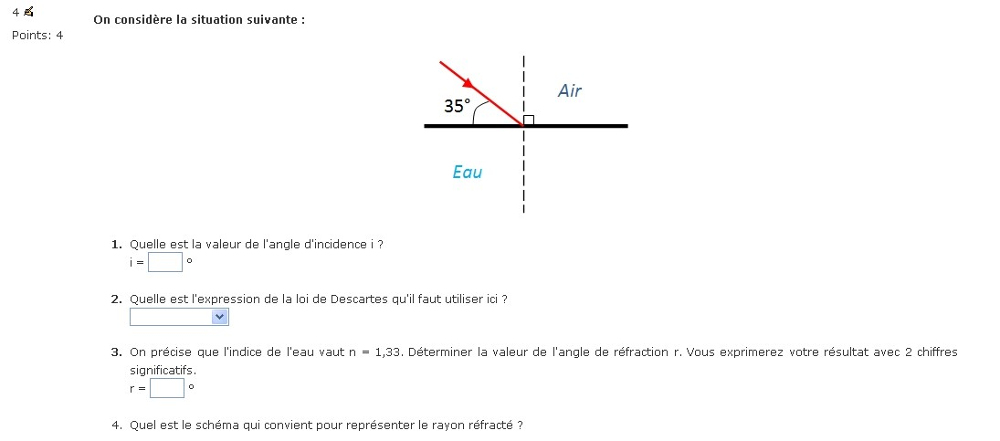 4
Points: 4
On considère la situation suivante :
Air
35°
Eau
1. Quelle est la valeur de l'angle d'incidence i ?
i = °
2. Quelle est l'expression de la loi de Descartes qu'il faut utiliser ici ?
3. On précise que l'indice de l'eau vaut n = 1,33. Déterminer la valeur de l'angle de réfraction r. Vous exprimerez votre résultat avec 2 chiffres
significatifs.
r = °
4. Quel est le schéma qui convient pour représenter le rayon réfracté ?